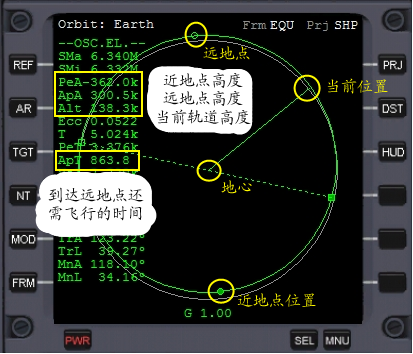 Orbit: Earth
Frm EQU Prj SHP
--OSC.EL.--
SMa 6.340M
SMi 6.332M
PeA-362.0k
ApA 300.5k
Alt 238.3k
Ecc 0.0522
T 5.024k
PeT 3.376k
ApT 863.8
TrA 123.22°
TrL 39.27°
MnA 118.10°
MnL 34.16°
G 1.00
远地点
当前位置
近地点高度
远地点高度
当前轨道高度
到达远地点还
需飞行的时间
地心
近地点位置
REF
AR
TGT
NT
MOD
FRM
PRJ
DST
HUD
PWR
SEL
MNU